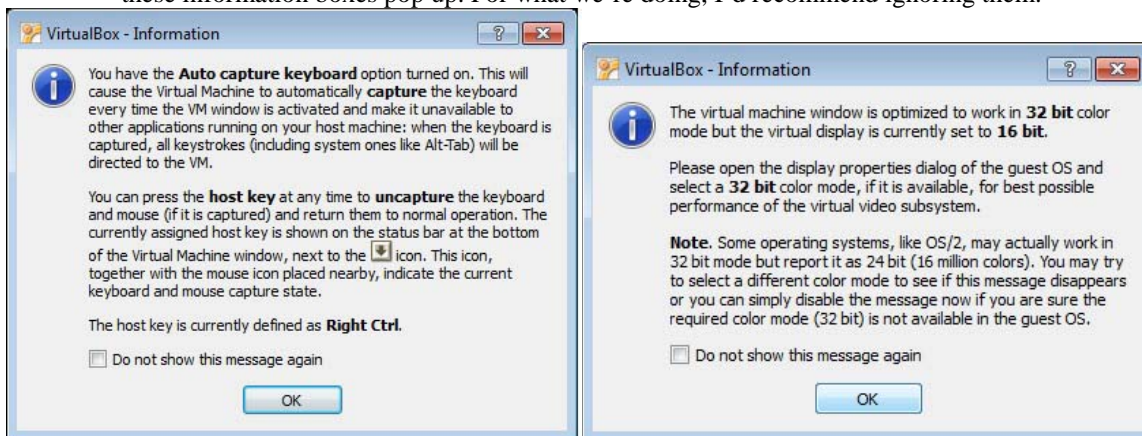 these information boxes pop up. For what we're doing, I'd recommend ignoring them.
VirtualBox - Information
You have the Auto capture keyboard option turned on. This will
cause the Virtual Machine to automatically capture the keyboard
every time the VM window is activated and make it unavailable to
other applications running on your host machine: when the keyboard is
captured, all keystrokes (including system ones like Alt-Tab) will be
directed to the VM.
You can press the host key at any time to uncapture the keyboard
and mouse (if it is captured) and return them to normal operation. The
currently assigned host key is shown on the status bar at the bottom
of the Virtual Machine window, next to the icon. This icon,
together with the mouse icon placed nearby, indicate the current
keyboard and mouse capture state.
The host key is currently defined as Right Ctrl.
Do not show this message again
OK
VirtualBox - Information
The virtual machine window is optimized to work in 32 bit color
mode but the virtual display is currently set to 16 bit.
Please open the display properties dialog of the guest OS and
select a 32 bit color mode, if it is available, for best possible
performance of the virtual video subsystem.
Note. Some operating systems, like OS/2, may actually work in
32 bit mode but report it as 24 bit (16 million colors). You may try
to select a different color mode to see if this message disappears
or you can simply disable the message now if you are sure the
required color mode (32 bit) is not available in the guest OS.
Do not show this message again
OK